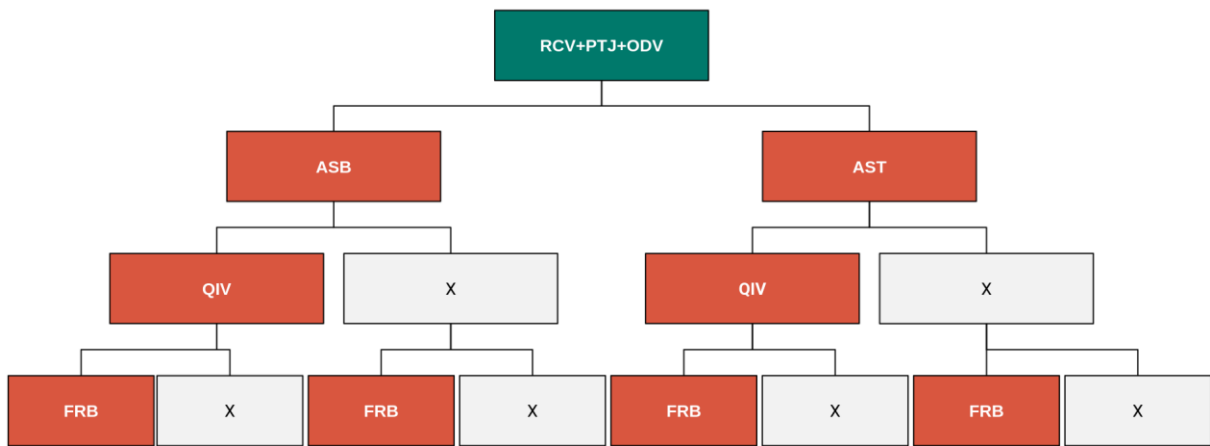 RCV+PTJ+ODV
ASB
AST
QIV
X
QIV
X
FRB
X
FRB
X
FRB
X
FRB
X